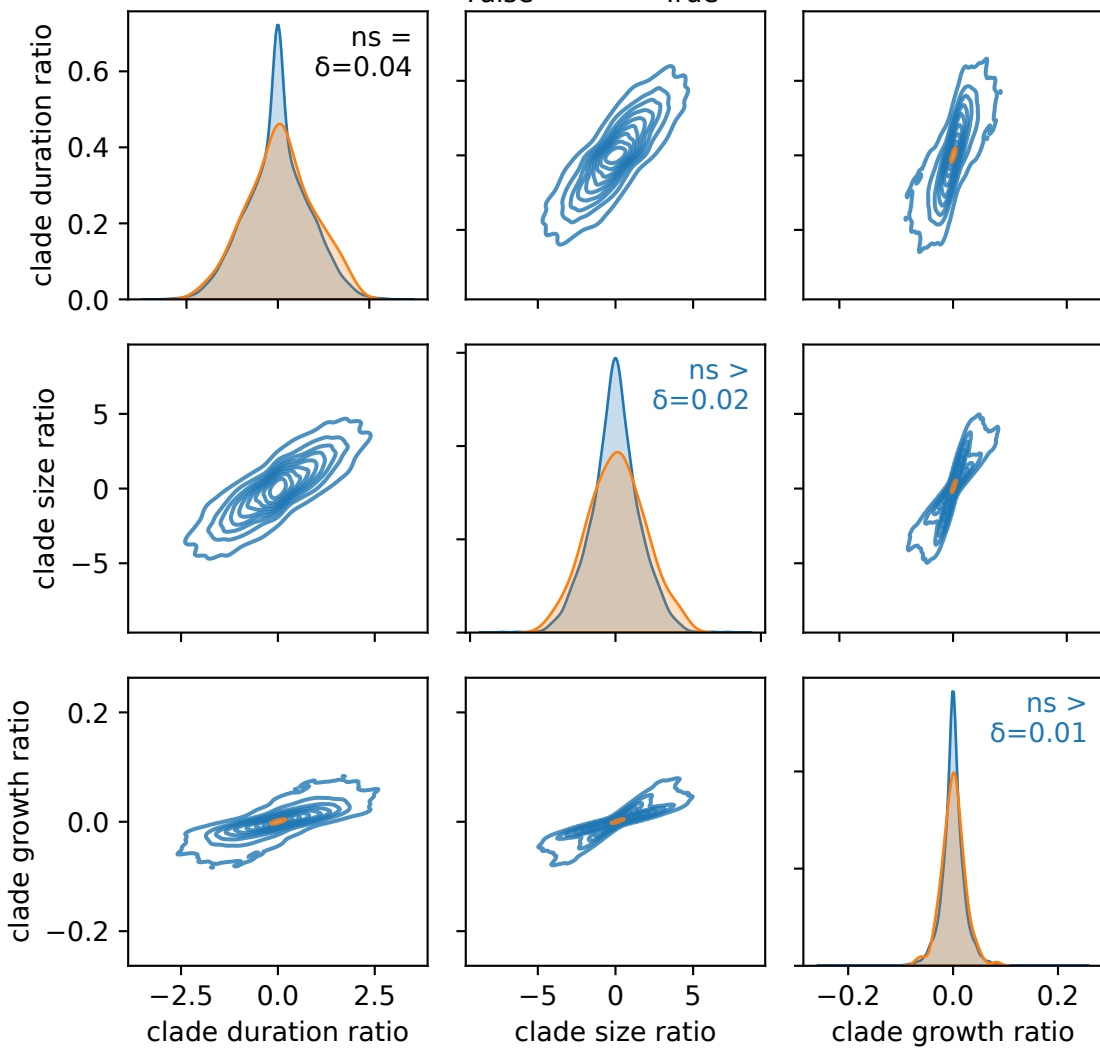 clade duration ratio
0.6
0.4
0.2
0.0
ns =
δ=0.04
clade size ratio
5
0
−5
ns >
δ=0.02
clade growth ratio
0.2
0.0
−0.2
ns >
δ=0.01
−2.5 0.0 2.5
−5 0 5
−0.2 0.0 0.2
clade duration ratio
clade size ratio
clade growth ratio